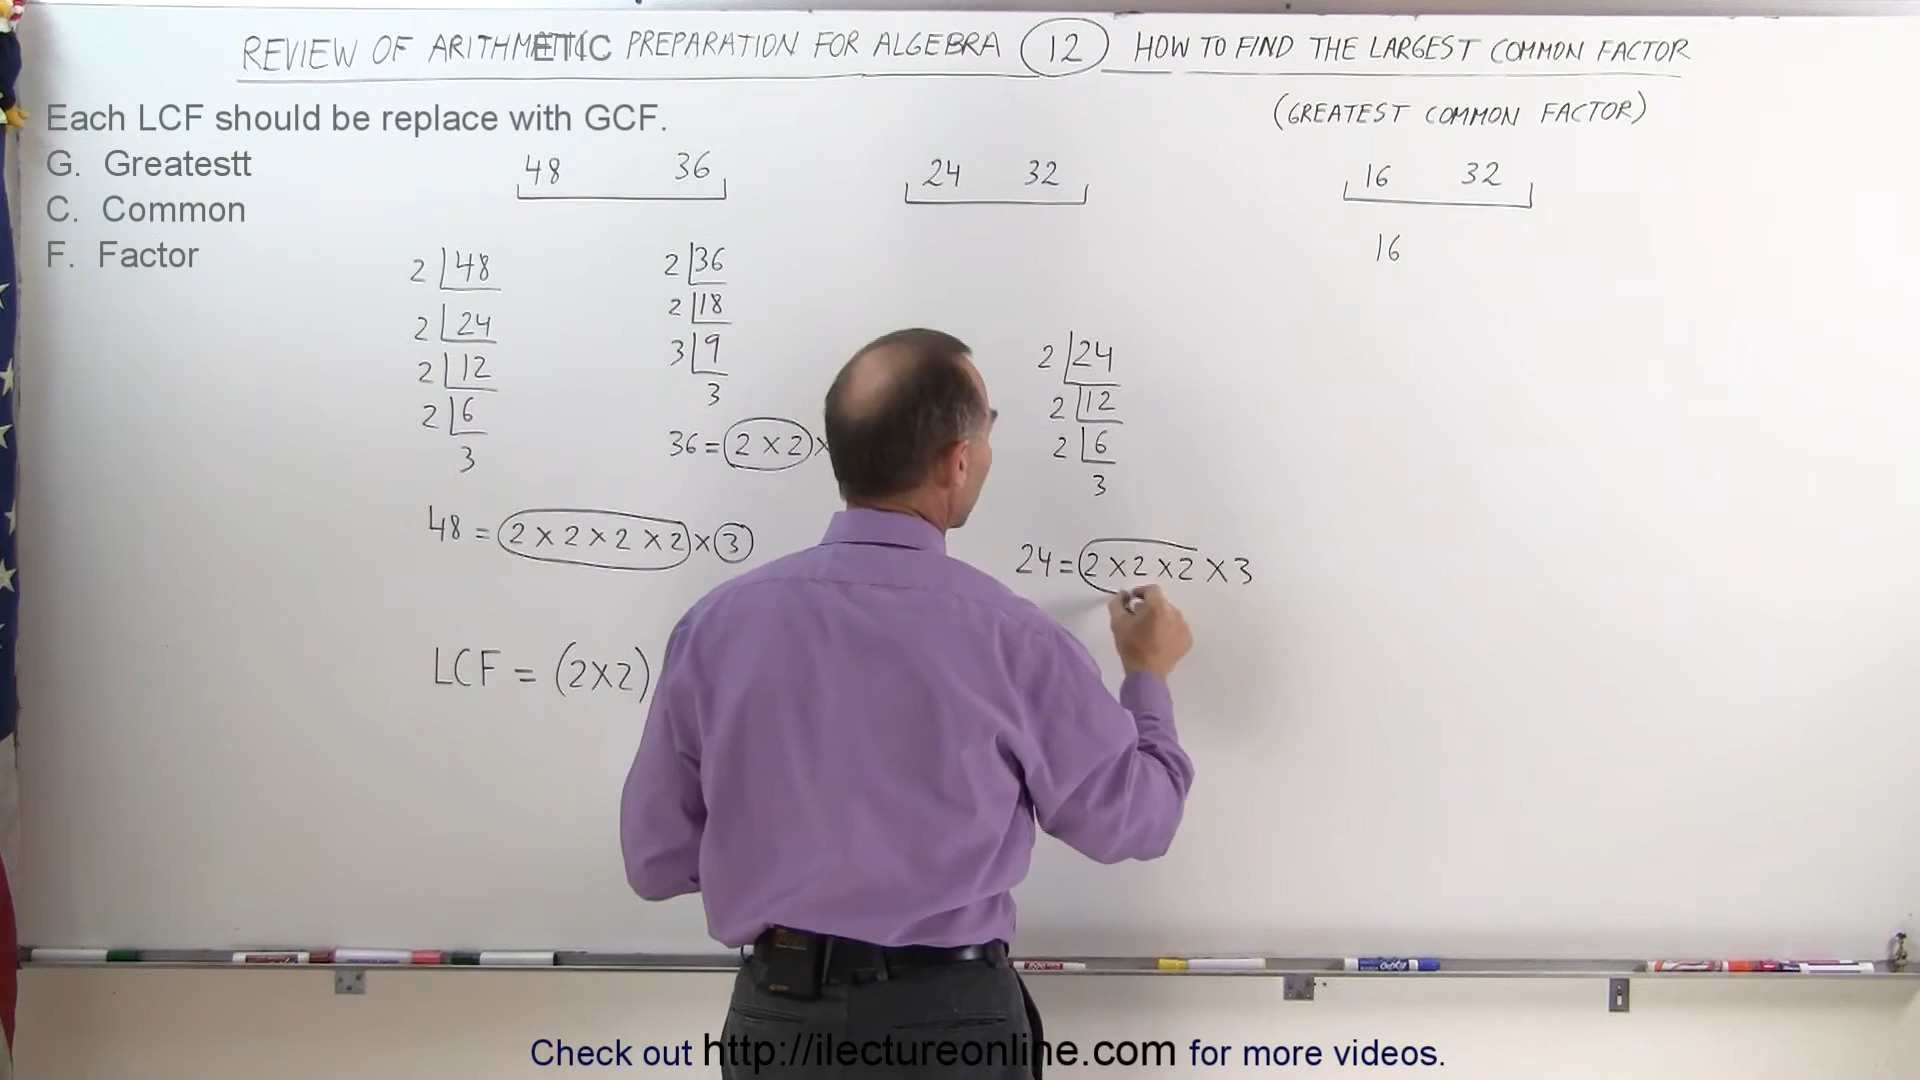 REVIEW OF ARITHMETIC PREPARATION FOR ALGEBRA 12 HOW TO FIND THE LARGEST COMMON FACTOR
(GREATEST COMMON FACTOR)
Each LCF should be replace with GCF.
G. Greatestt
C. Common
F. Factor
48 36
2 48
2 24
2 12
2 6
3
48 = 2 × 2 × 2 × 2 × 3
2 36
2 18
3 9
3
36 = 2 × 2 ×
LCF = (2×2)
24 32
2 24
2 12
2 6
3
24 = 2 × 2 × 2 × 3
16 32
16
Check out http://ilectureonline.com for more videos.